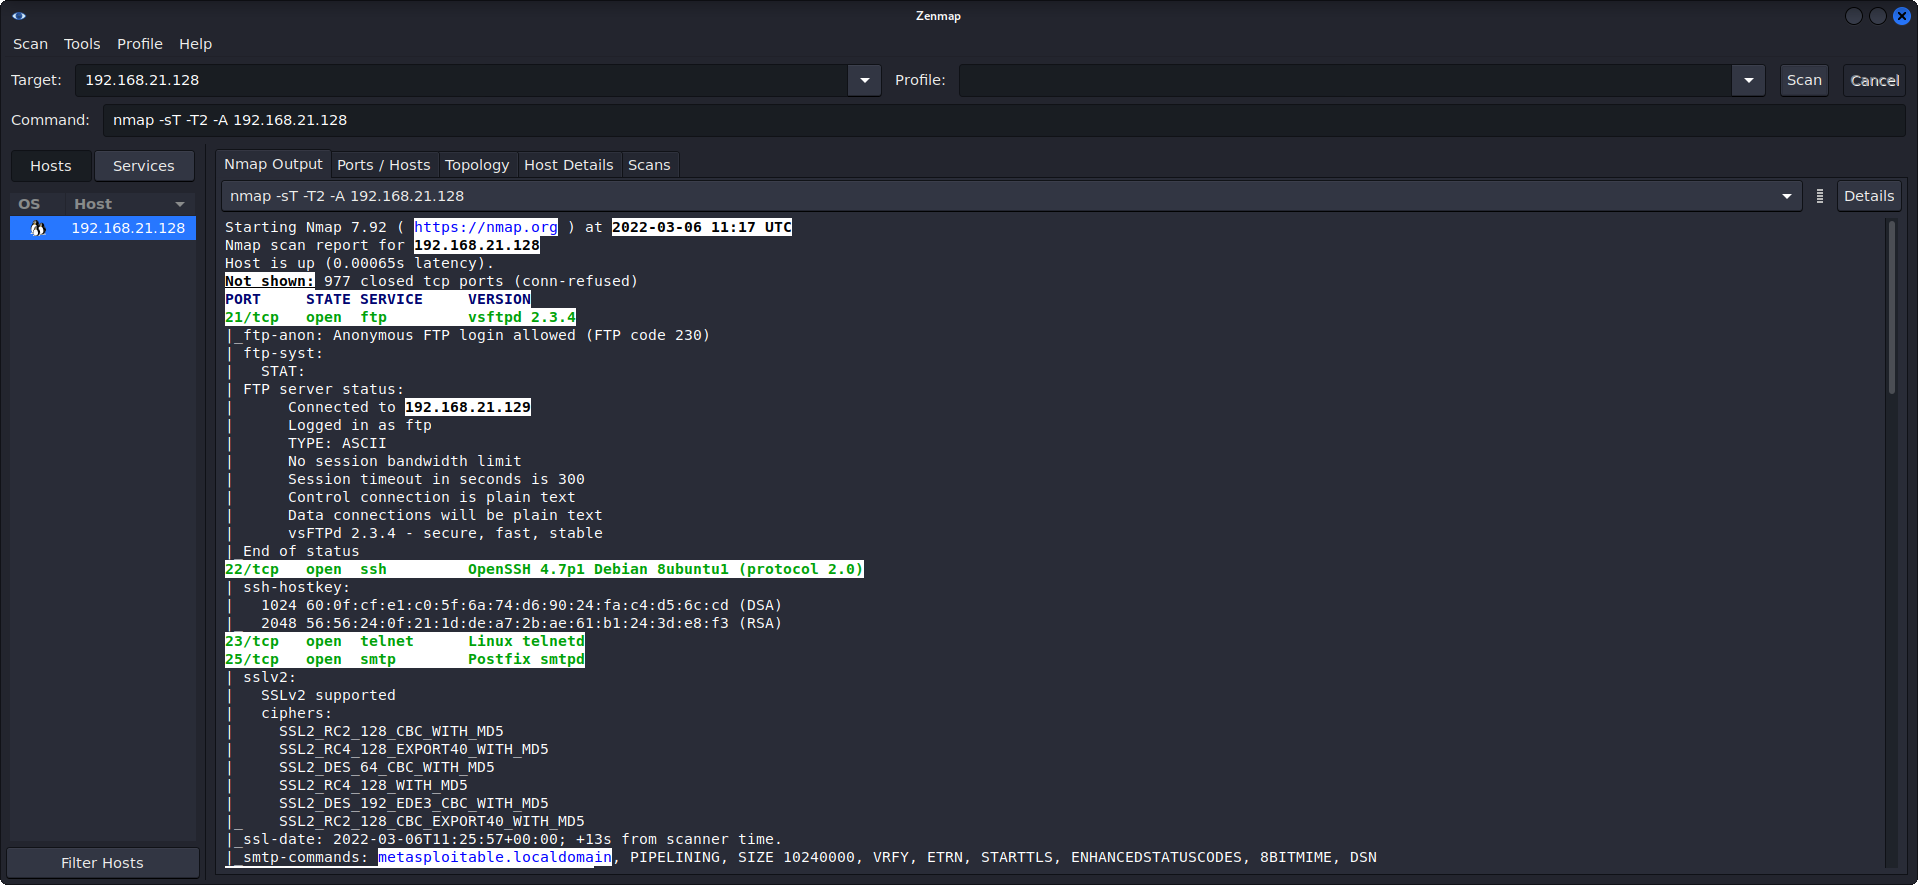 Zenmap
Scan Tools Profile Help
Target: 192.168.21.128 Profile: Scan Cancel
Command: nmap -sT -T2 -A 192.168.21.128
Hosts Services
Nmap Output Ports / Hosts Topology Host Details Scans
OS Host
192.168.21.128
nmap -sT -T2 -A 192.168.21.128 Details
Starting Nmap 7.92 ( https://nmap.org ) at 2022-03-06 11:17 UTC
Nmap scan report for 192.168.21.128
Host is up (0.00065s latency).
Not shown: 977 closed tcp ports (conn-refused)
PORT     STATE SERVICE     VERSION
21/tcp   open  ftp         vsftpd 2.3.4
|_ftp-anon: Anonymous FTP login allowed (FTP code 230)
| ftp-syst:
|   STAT:
| FTP server status:
|      Connected to 192.168.21.129
|      Logged in as ftp
|      TYPE: ASCII
|      No session bandwidth limit
|      Session timeout in seconds is 300
|      Control connection is plain text
|      Data connections will be plain text
|      vsFTPd 2.3.4 - secure, fast, stable
|_End of status
22/tcp   open  ssh         OpenSSH 4.7p1 Debian 8ubuntu1 (protocol 2.0)
| ssh-hostkey:
|   1024 60:0f:cf:e1:c0:5f:6a:74:d6:90:24:fa:c4:d5:6c:cd (DSA)
|_  2048 56:56:24:0f:21:1d:de:a7:2b:ae:61:b1:24:3d:e8:f3 (RSA)
23/tcp   open  telnet      Linux telnetd
25/tcp   open  smtp        Postfix smtpd
| sslv2:
|   SSLv2 supported
|   ciphers:
|     SSL2_RC2_128_CBC_WITH_MD5
|     SSL2_RC4_128_EXPORT40_WITH_MD5
|     SSL2_DES_64_CBC_WITH_MD5
|     SSL2_RC4_128_WITH_MD5
|     SSL2_DES_192_EDE3_CBC_WITH_MD5
|_    SSL2_RC2_128_CBC_EXPORT40_WITH_MD5
|_ssl-date: 2022-03-06T11:25:57+00:00; +13s from scanner time.
|_smtp-commands: metasploitable.localdomain, PIPELINING, SIZE 10240000, VRFY, ETRN, STARTTLS, ENHANCEDSTATUSCODES, 8BITMIME, DSN
Filter Hosts